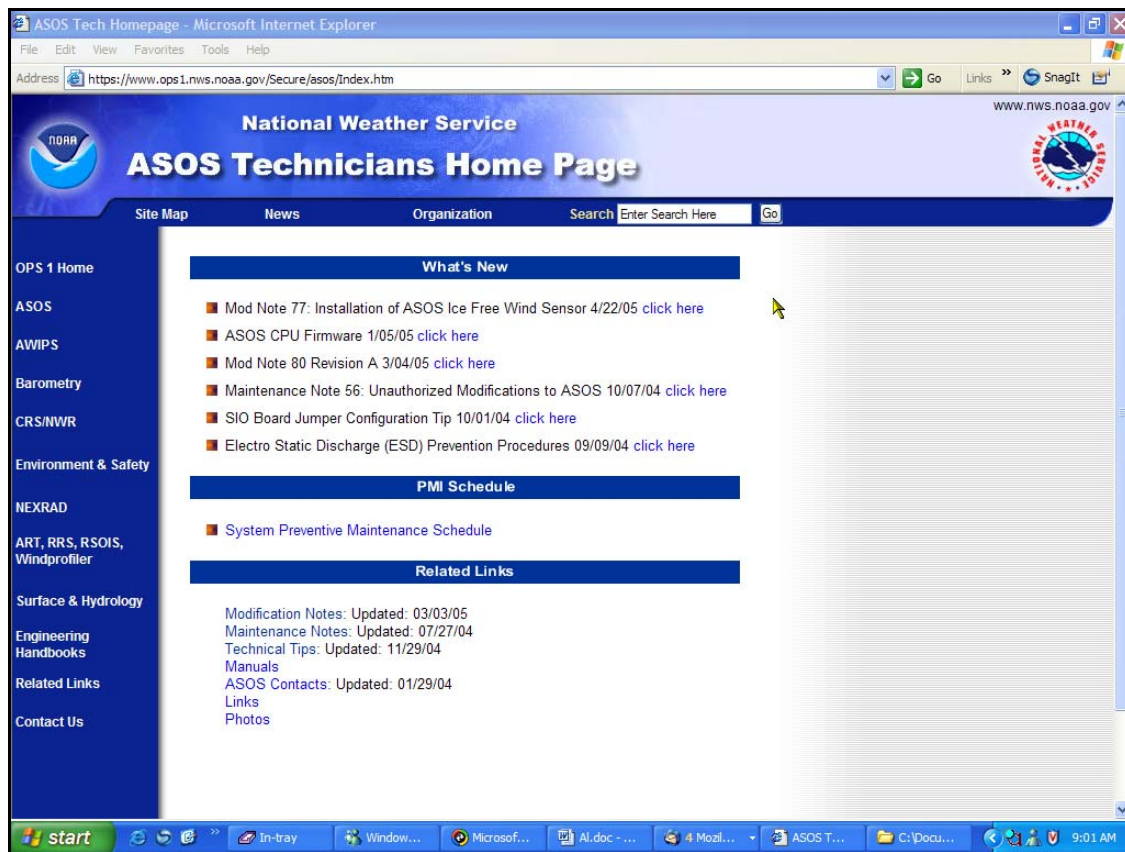 ASOS Tech Homepage - Microsoft Internet Explorer
File Edit View Favorites Tools Help
Address https://www.ops1.nws.noaa.gov/Secure/asos/Index.htm Go Links » SnagIt
www.nws.noaa.gov
NOAA
National Weather Service
ASOS Technicians Home Page
NATIONAL WEATHER SERVICE
Site Map News Organization Search Enter Search Here Go
OPS 1 Home
ASOS
AWIPS
Barometry
CRS/NWR
Environment & Safety
NEXRAD
ART, RRS, RSOIS,
Windprofiler
Surface & Hydrology
Engineering
Handbooks
Related Links
Contact Us
What's New
Mod Note 77: Installation of ASOS Ice Free Wind Sensor 4/22/05 click here
ASOS CPU Firmware 1/05/05 click here
Mod Note 80 Revision A 3/04/05 click here
Maintenance Note 56: Unauthorized Modifications to ASOS 10/07/04 click here
SIO Board Jumper Configuration Tip 10/01/04 click here
Electro Static Discharge (ESD) Prevention Procedures 09/09/04 click here
PMI Schedule
System Preventive Maintenance Schedule
Related Links
Modification Notes: Updated: 03/03/05
Maintenance Notes: Updated: 07/27/04
Technical Tips: Updated: 11/29/04
Manuals
ASOS Contacts: Updated: 01/29/04
Links
Photos
start » In-tray Window... Microsof... Al.doc - ... 4 Mozil... ASOS T... C:\Docu... 9:01 AM